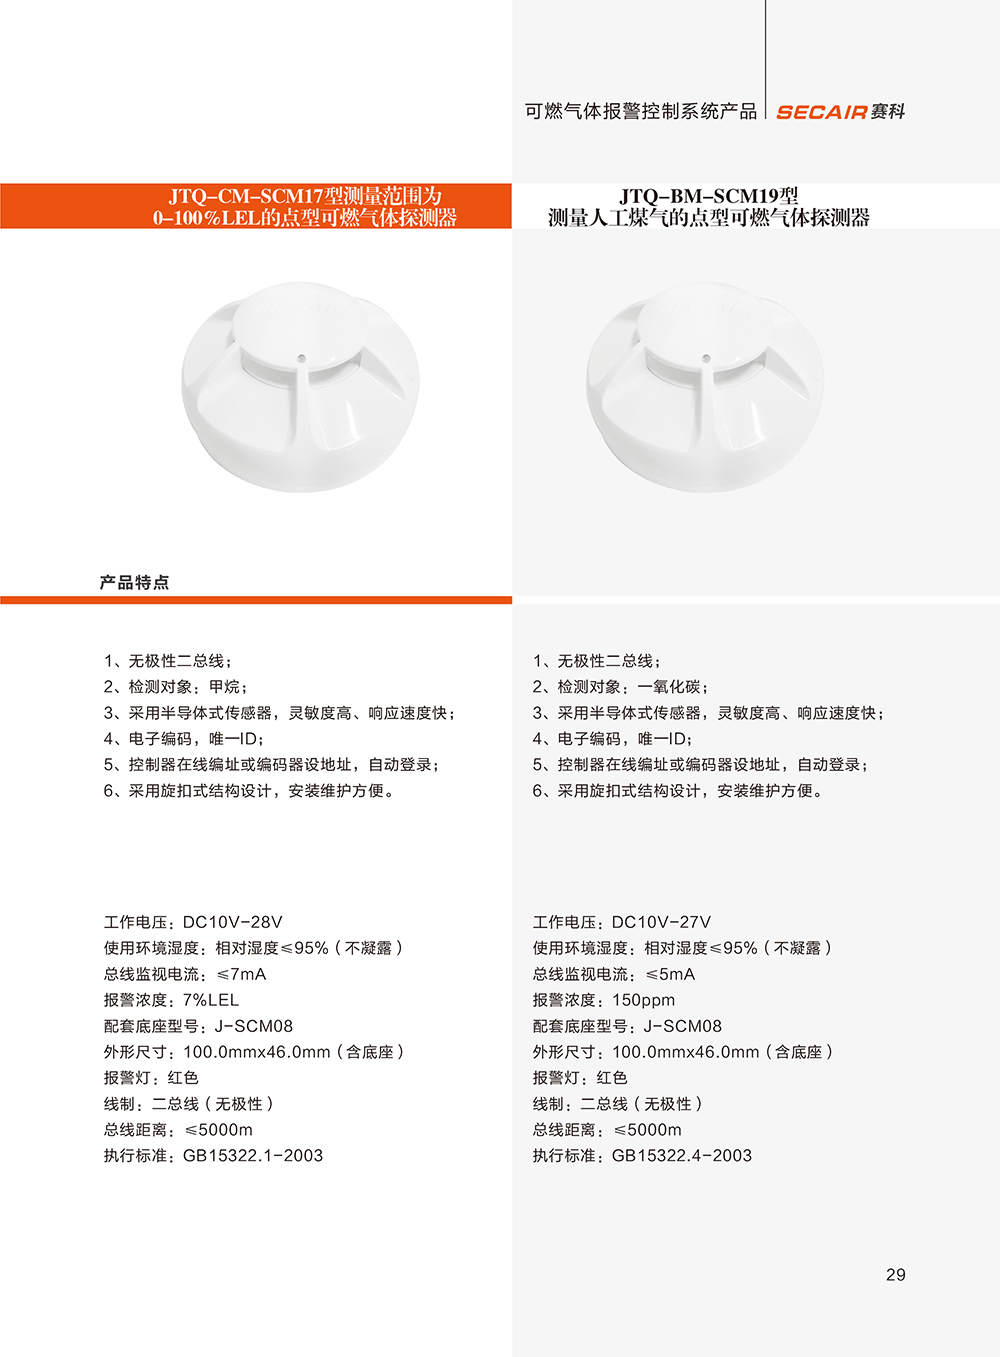 可燃气体报警控制系统产品
SECAIR赛科
JTQ-CM-SCM17型测量范围为
0-100%LEL的点型可燃气体探测器
JTQ-BM-SCM19型
测量人工煤气的点型可燃气体探测器
产品特点
1、无极性二总线；
2、检测对象：甲烷；
3、采用半导体式传感器，灵敏度高、响应速度快；
4、电子编码，唯一ID；
5、控制器在线编址或编码器设地址，自动登录；
6、采用旋扣式结构设计，安装维护方便。
工作电压：DC10V-28V
使用环境湿度：相对湿度≤95%（不凝露）
总线监视电流：≤7mA
报警浓度：7%LEL
配套底座型号：J-SCM08
外形尺寸：100.0mmx46.0mm（含底座）
报警灯：红色
线制：二总线（无极性）
总线距离：≤5000m
执行标准：GB15322.1-2003
1、无极性二总线；
2、检测对象：一氧化碳；
3、采用半导体式传感器，灵敏度高、响应速度快；
4、电子编码，唯一ID；
5、控制器在线编址或编码器设地址，自动登录；
6、采用旋扣式结构设计，安装维护方便。
工作电压：DC10V-27V
使用环境湿度：相对湿度≤95%（不凝露）
总线监视电流：≤5mA
报警浓度：150ppm
配套底座型号：J-SCM08
外形尺寸：100.0mmx46.0mm（含底座）
报警灯：红色
线制：二总线（无极性）
总线距离：≤5000m
执行标准：GB15322.4-2003
29